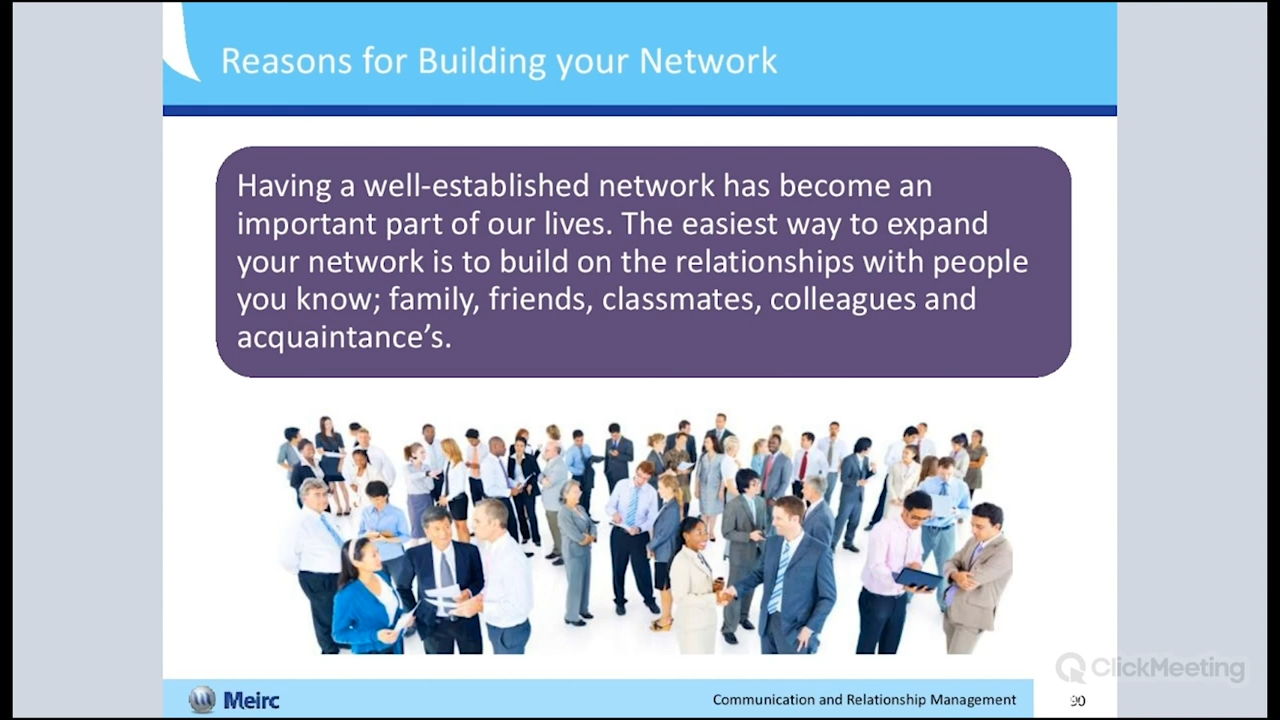 Reasons for Building your Network
Having a well-established network has become an
important part of our lives. The easiest way to expand
your network is to build on the relationships with people
you know; family, friends, classmates, colleagues and
acquaintance’s.
ClickMeeting
Meirc
Communication and Relationship Management
90